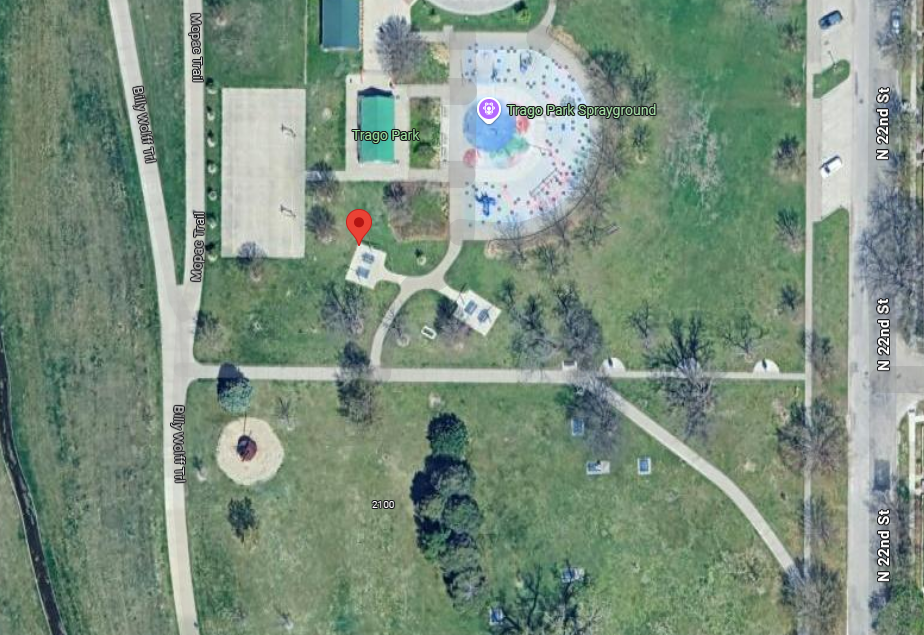 Mopac Trail
Billy Wolff Trl
N 22nd St
Trago Park Sprayground
Trago Park
Mopac Trail
N 22nd St
Billy Wolff Trl
2100
N 22nd St